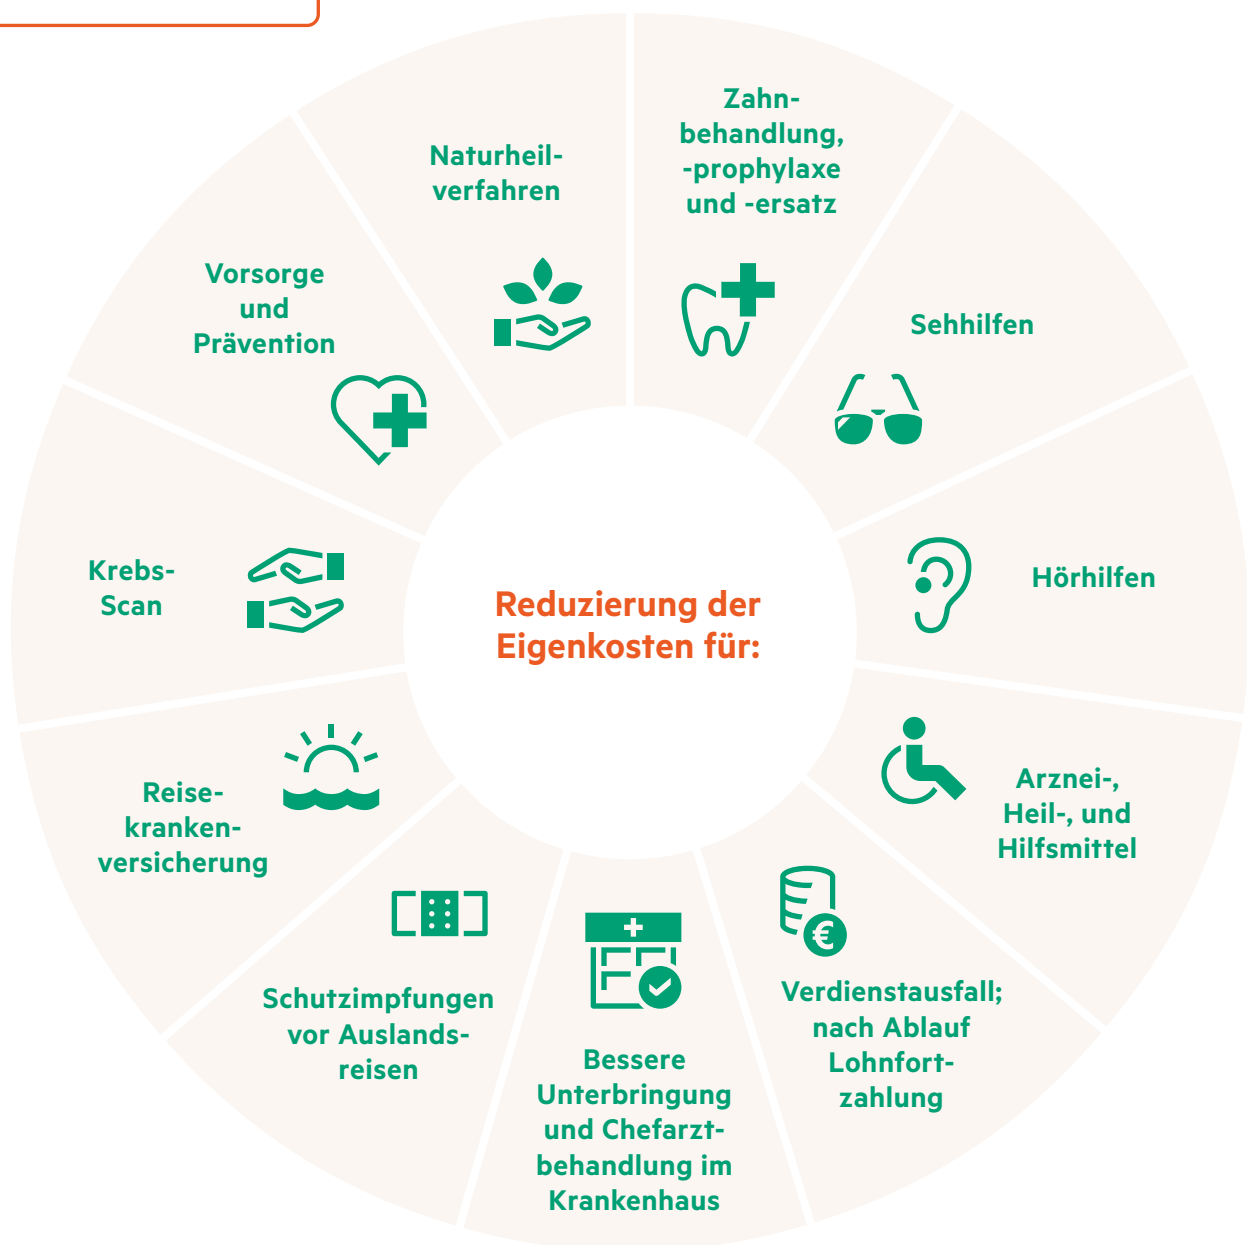 Reduzierung der
Eigenkosten für:
Zahn-
behandlung,
-prophylaxe
und -ersatz
Sehhilfen
Hörhilfen
Arznei-,
Heil-, und
Hilfsmittel
€
Verdienstausfall;
nach Ablauf
Lohnfort-
zahlung
Bessere
Unterbringung
und Chefarzt-
behandlung im
Krankenhaus
Schutzimpfungen
vor Auslands-
reisen
Reise-
kranken-
versicherung
Krebs-
Scan
Vorsorge
und
Prävention
Naturheil-
verfahren